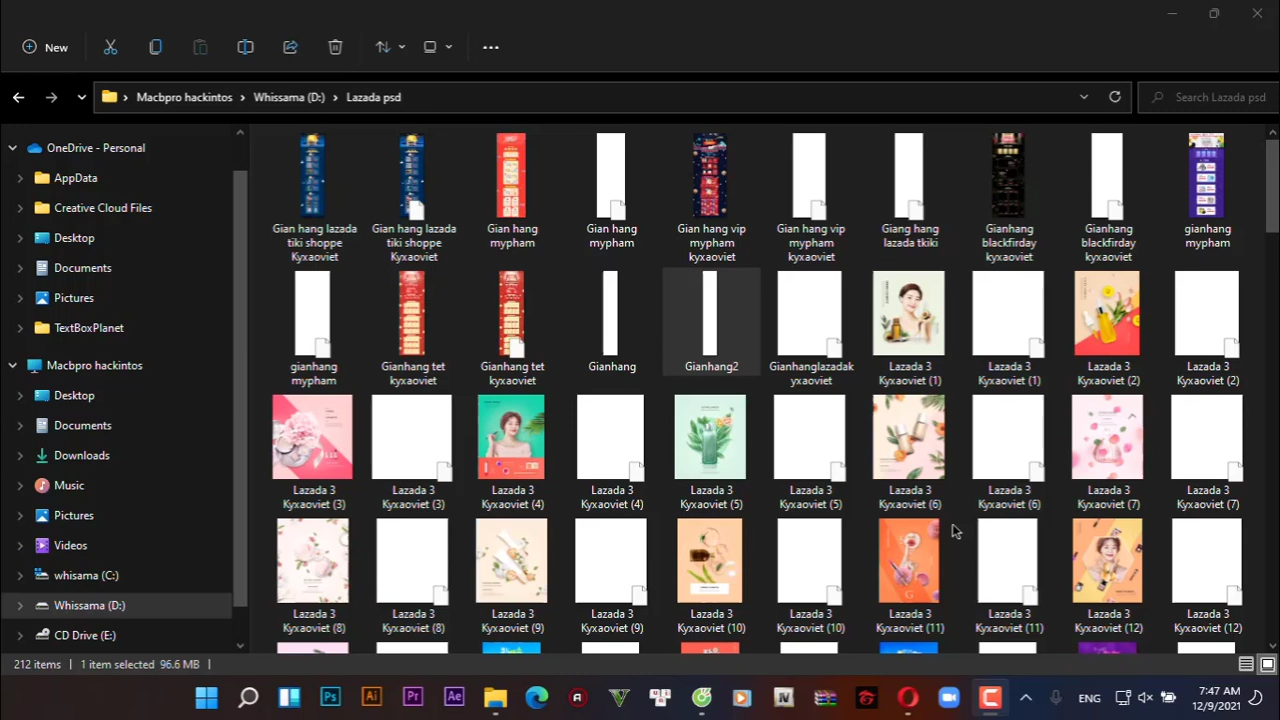 New
Macbpro hackintos
Whissama (D:)
Lazada psd
Search Lazada psd
OneDrive - Personal
AppData
Creative Cloud Files
Desktop
Documents
Pictures
TextBoxPlanet
Macbpro hackintos
Desktop
Documents
Downloads
Music
Pictures
Videos
whisama (C:)
Whissama (D:)
CD Drive (E:)
Gian hang lazada
tiki shoppe
Kyxaoviet
Gian hang lazada
tiki shoppe
Kyxaoviet
Gian hang
mypham
Gian hang
mypham
Gian hang vip
mypham
kyxaoviet
Gian hang vip
mypham
kyxaoviet
Giang hang
lazada tkiki
Gianhang
blackfirday
kyxaoviet
Gianhang
blackfirday
kyxaoviet
gianhang
mypham
gianhang
mypham
Gianhang tet
kyxaoviet
Gianhang tet
kyxaoviet
Gianhang
Gianhang2
Gianhanglazadak
yxaoviet
Lazada 3
Kyxaoviet (1)
Lazada 3
Kyxaoviet (1)
Lazada 3
Kyxaoviet (2)
Lazada 3
Kyxaoviet (2)
Lazada 3
Kyxaoviet (3)
Lazada 3
Kyxaoviet (3)
Lazada 3
Kyxaoviet (4)
Lazada 3
Kyxaoviet (4)
Lazada 3
Kyxaoviet (5)
Lazada 3
Kyxaoviet (5)
Lazada 3
Kyxaoviet (6)
Lazada 3
Kyxaoviet (6)
Lazada 3
Kyxaoviet (7)
Lazada 3
Kyxaoviet (7)
Lazada 3
Kyxaoviet (8)
Lazada 3
Kyxaoviet (8)
Lazada 3
Kyxaoviet (9)
Lazada 3
Kyxaoviet (9)
Lazada 3
Kyxaoviet (10)
Lazada 3
Kyxaoviet (10)
Lazada 3
Kyxaoviet (11)
Lazada 3
Kyxaoviet (11)
Lazada 3
Kyxaoviet (12)
Lazada 3
Kyxaoviet (12)
212 items
1 item selected 96.6 MB
Ps
Ai
Pr
Ae
ENG
7:47 AM
12/9/2021